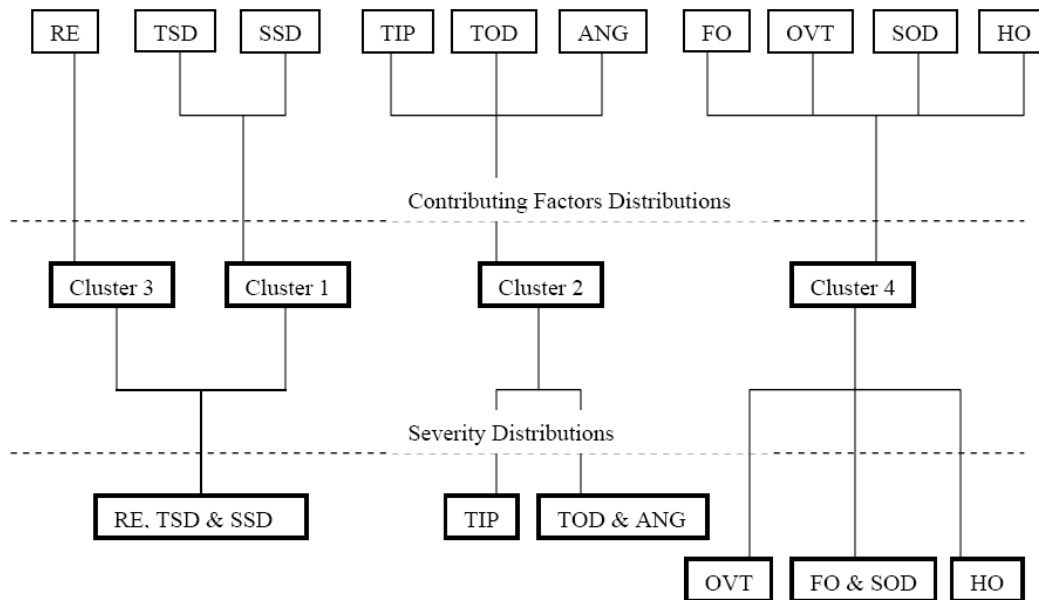 RE
TSD
SSD
TIP
TOD
ANG
FO
OVT
SOD
HO
Contributing Factors Distributions
Cluster 3
Cluster 1
Cluster 2
Cluster 4
Severity Distributions
RE, TSD & SSD
TIP
TOD & ANG
OVT
FO & SOD
HO